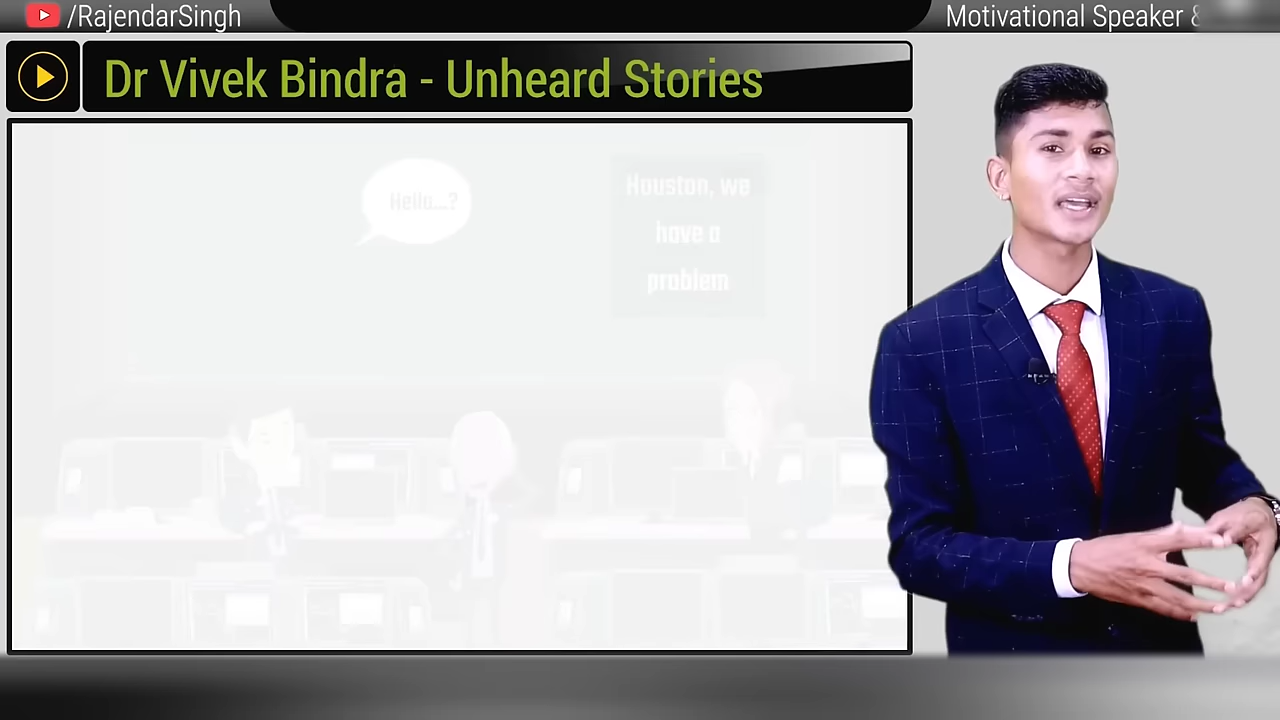 /RajendarSingh
Motivational Speaker &
Dr Vivek Bindra - Unheard Stories
Hello...?
Houston, we
have a
problem